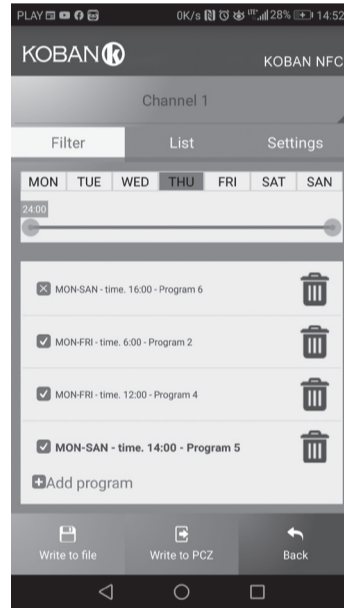 PLAY 0K/s LTE 28% 14:52
KOBAN k
KOBAN NFC
Channel 1
Filter List Settings
MON TUE WED THU FRI SAT SAN
24:00
MON-SAN - time. 16:00 - Program 6
MON-FRI - time. 6:00 - Program 2
MON-FRI - time. 12:00 - Program 4
MON-SAN - time. 14:00 - Program 5
Add program
Write to file Write to PCZ Back